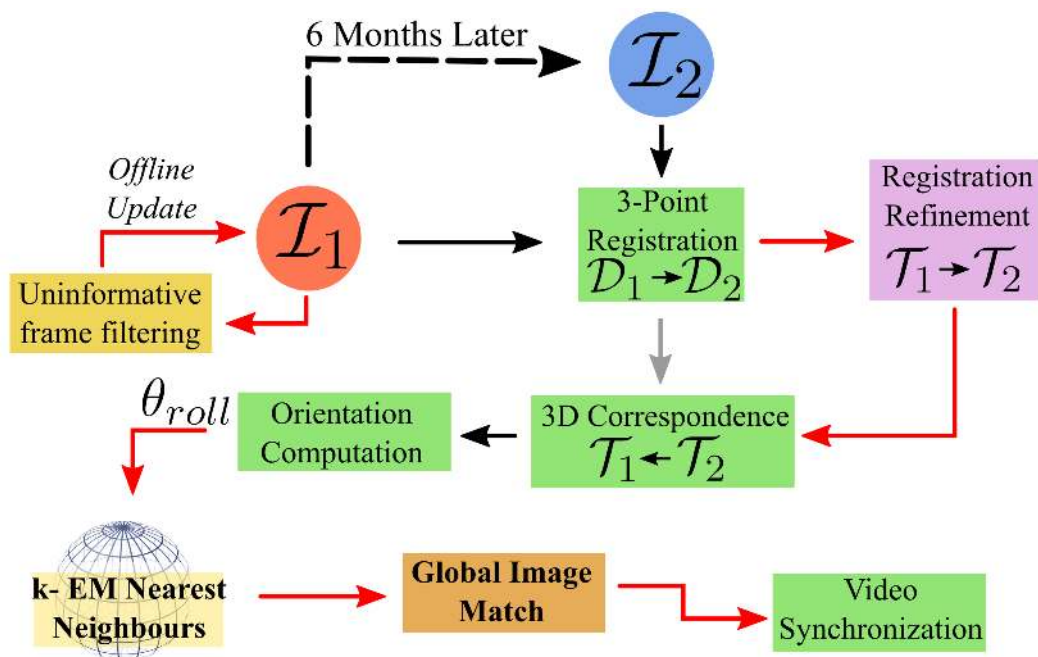 6 Months Later
I₂
Offline
Update
I₁
3-Point
Registration
D₁ → D₂
Registration
Refinement
T₁ → T₂
Uninformative
frame filtering
θ_roll
Orientation
Computation
3D Correspondence
T₁ ← T₂
k- EM Nearest
Neighbours
Global Image
Match
Video
Synchronization